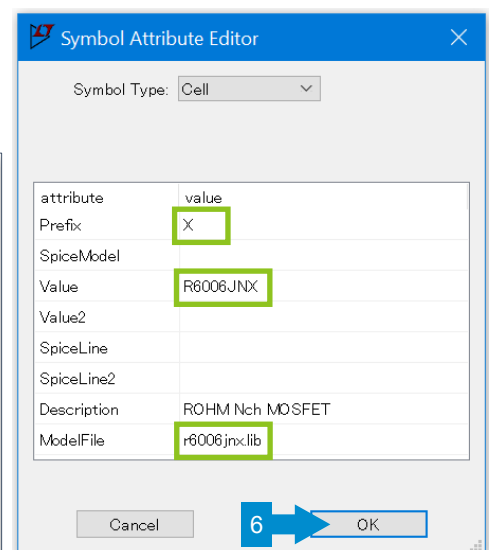 Symbol Attribute Editor
Symbol Type: Cell
attribute value
Prefix X
SpiceModel
Value R6006JNX
Value2
SpiceLine
SpiceLine2
Description ROHM Nch MOSFET
ModelFile r6006jnx.lib
Cancel 6 OK